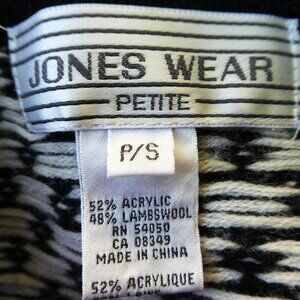 JONES WEAR
PETITE
P/S
52% ACRYLIC
48% LAMBSWOOL
RN 54050
CA 08349
MADE IN CHINA
52% ACRYLIQUE